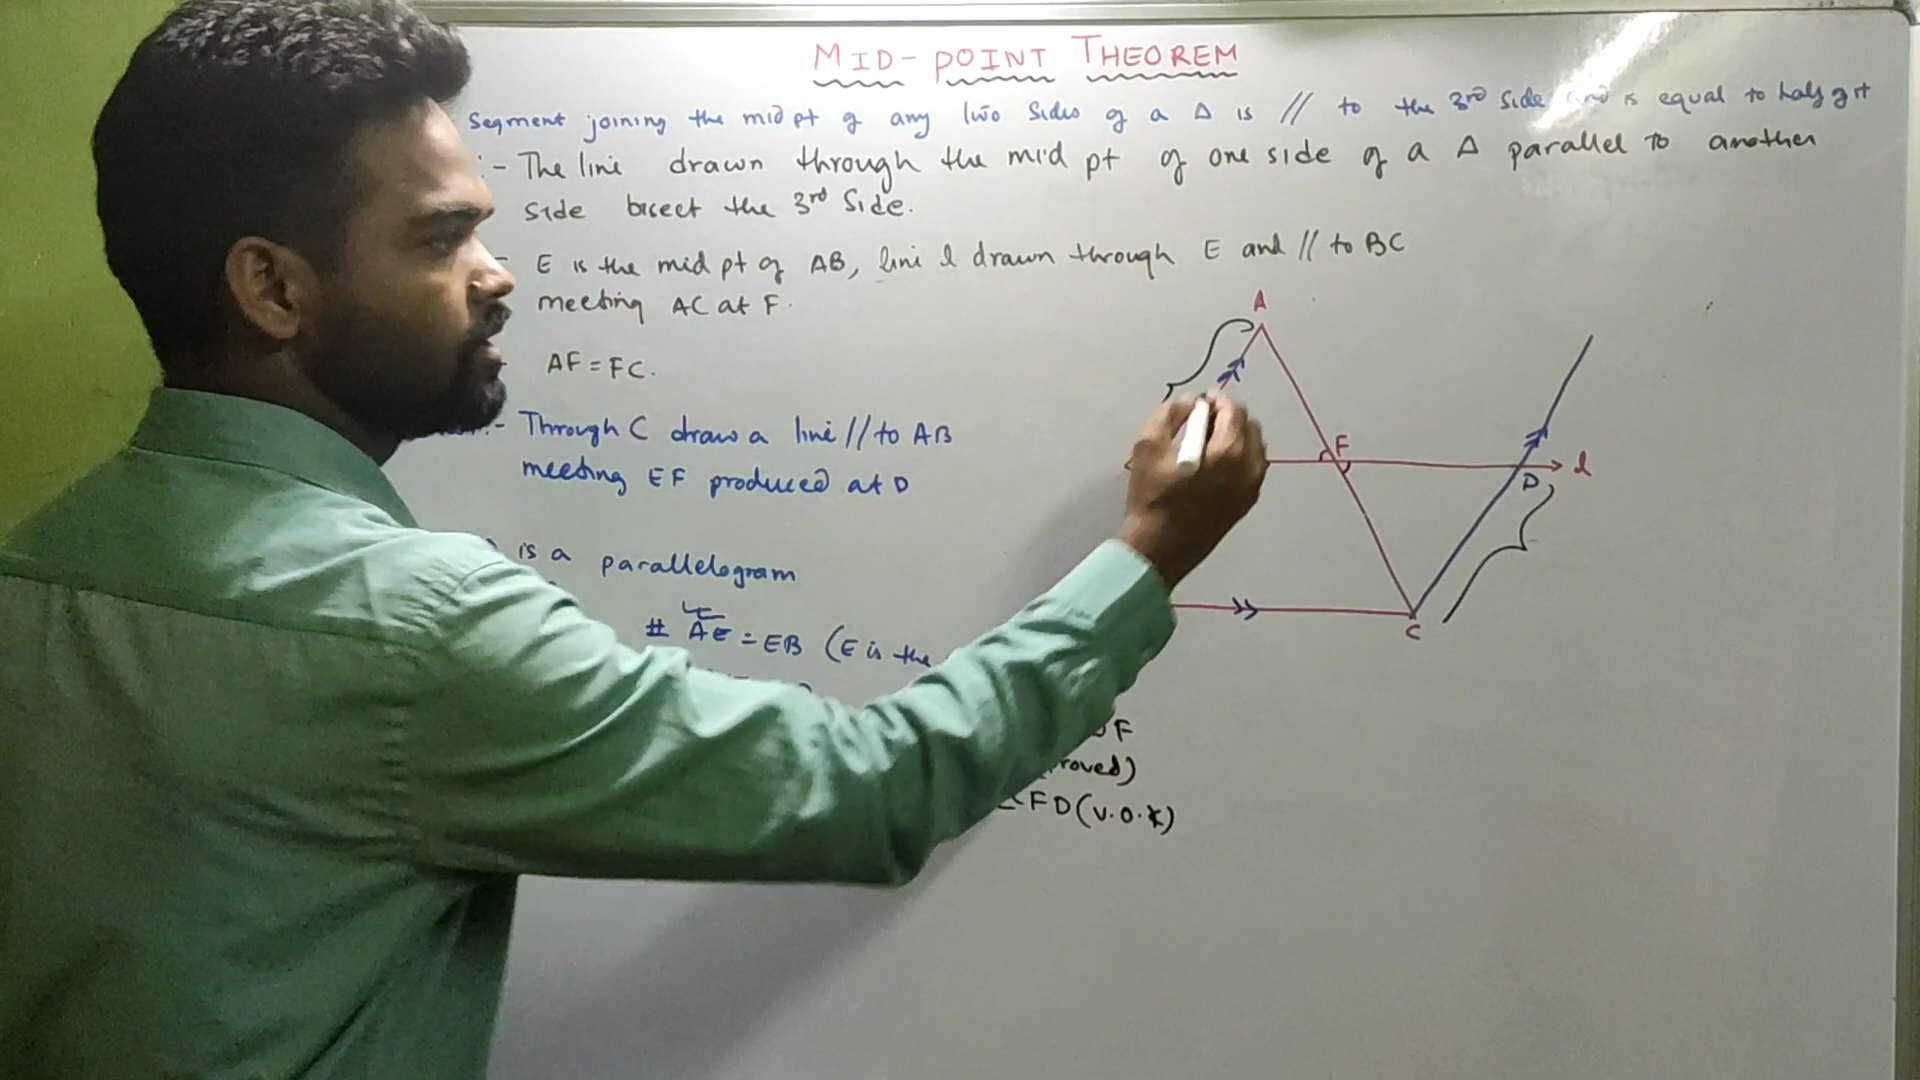 MID-POINT THEOREM
Segment joining the mid pt of any two sides of a Δ is // to the 3rd side and is equal to half of it
:- The line drawn through the mid pt of one side of a Δ parallel to another
side bisect the 3rd side.
E is the mid pt of AB, line l drawn through E and // to BC
meeting AC at F.
A
AF = FC.
Through C draw a line // to AB
F
l
meeting EF produced at D
D
is a parallelogram
# AE = EB (E is the
C
F
roved)
FD (V.O.X)